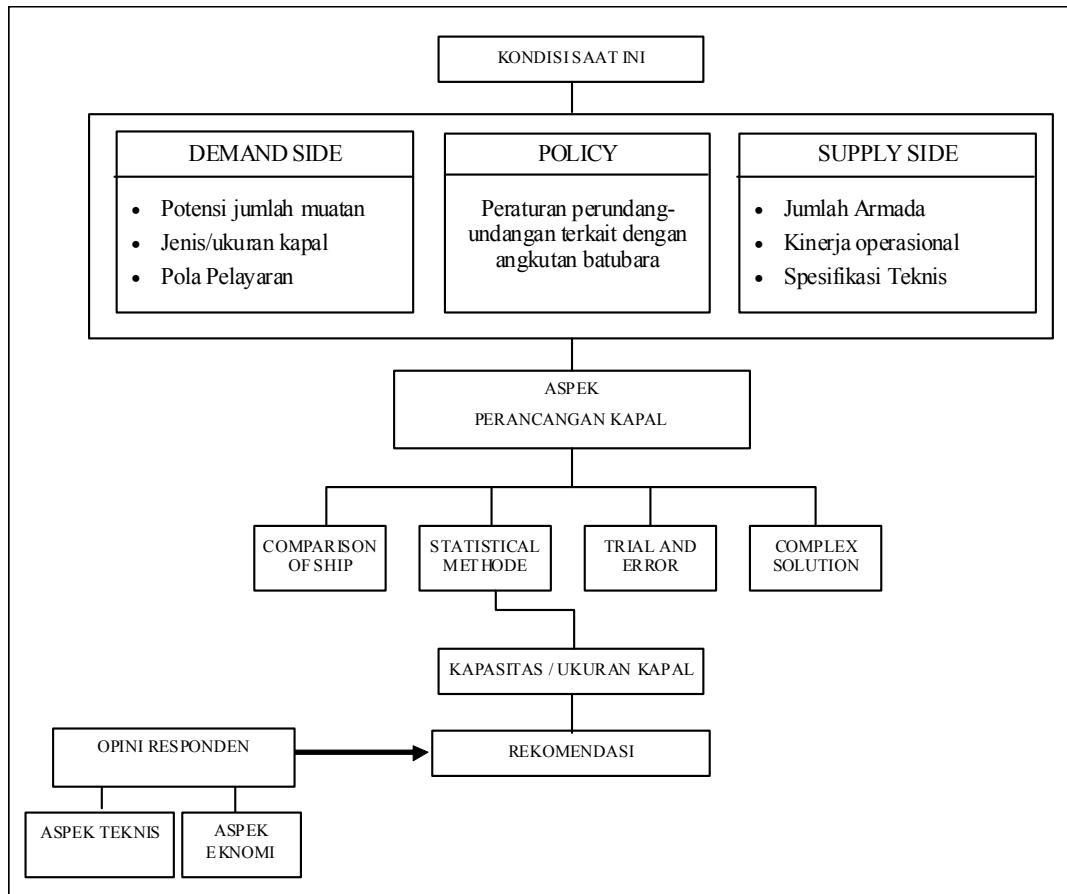 KONDISI SAAT INI
DEMAND SIDE
• Potensi jumlah muatan
• Jenis/ukuran kapal
• Pola Pelayaran
POLICY
Peraturan perundang-
undangan terkait dengan
angkutan batubara
SUPPLY SIDE
• Jumlah Armada
• Kinerja operasional
• Spesifikasi Teknis
ASPEK
PERANCANGAN KAPAL
COMPARISON
OF SHIP
STATISTICAL
METHODE
TRIAL AND
ERROR
COMPLEX
SOLUTION
KAPASITAS / UKURAN KAPAL
OPINI RESPONDEN
REKOMENDASI
ASPEK TEKNIS
ASPEK
EKNOMI